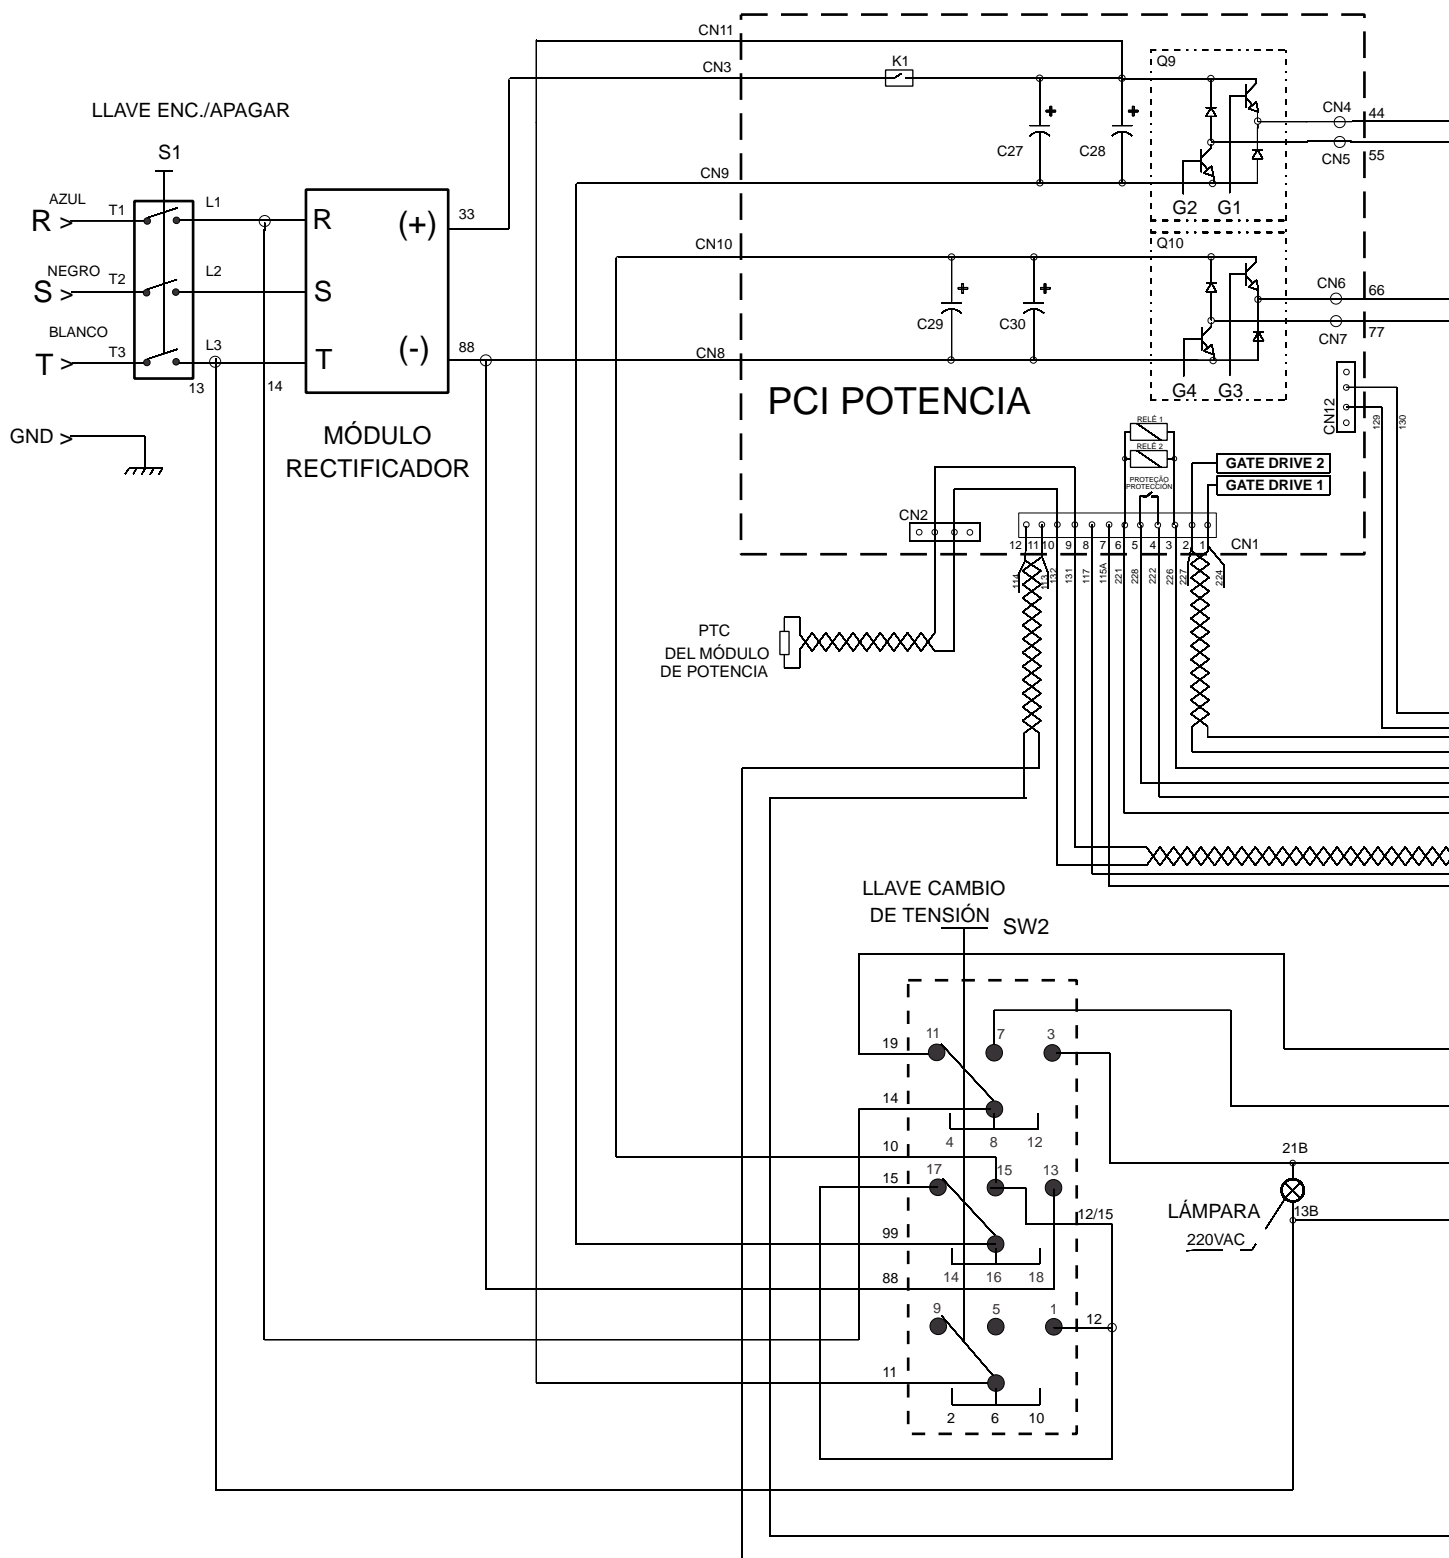 CN11
CN3
K1
Q9
LLAVE ENC./APAGAR
S1
C27
C28
CN4
44
CN5
55
CN9
G2
G1
AZUL
R
T1
L1
R
(+)
33
CN10
Q10
NEGRO
S
T2
L2
S
C29
C30
CN6
66
CN7
77
BLANCO
T
T3
L3
T
(-)
88
CN8
13
14
G4
G3
PCI POTENCIA
CN12
129
130
GND
MÓDULO
RECTIFICADOR
RELÉ 1
RELÉ 2
PROTEÇÃO
PROTECCIÓN
GATE DRIVE 2
GATE DRIVE 1
CN2
12 11 10 9 8 7 6 5 4 3 2 1
CN1
114 113 132 131 117 115A 221 228 222 226 227 224
PTC
DEL MÓDULO
DE POTENCIA
LLAVE CAMBIO
DE TENSIÓN
SW2
19
11 7 3
14
4 8 12
10
15
17 15 13
12/15
99
14 16 18
88
9 5 1
12
11
2 6 10
21B
LÁMPARA
220VAC
13B